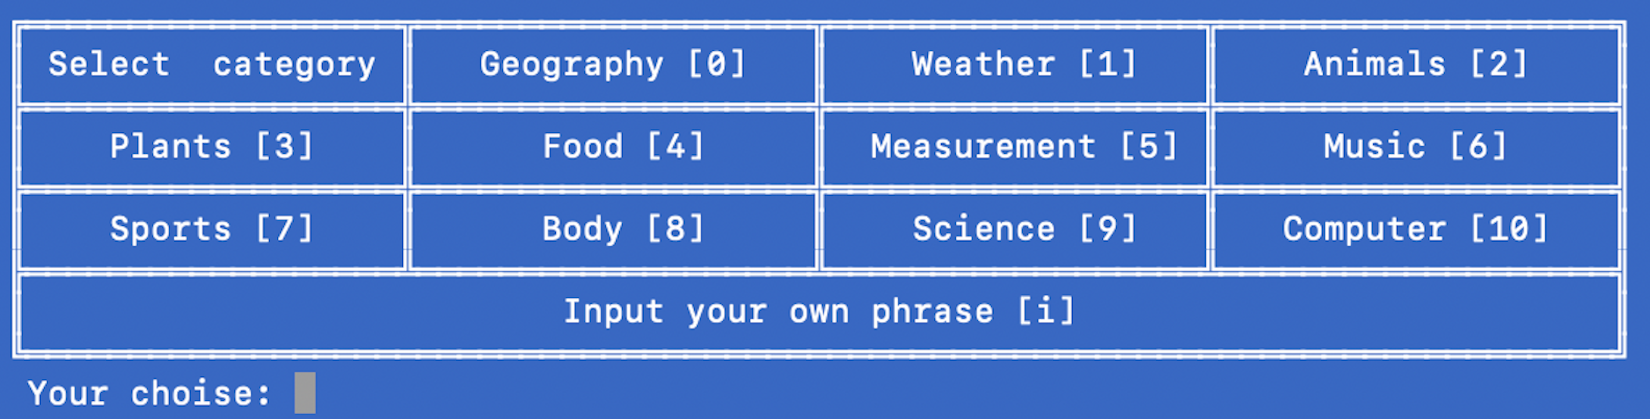 Select  category Geography [0] Weather [1] Animals [2]
Plants [3] Food [4] Measurement [5] Music [6]
Sports [7] Body [8] Science [9] Computer [10]
Input your own phrase [i]
Your choise: